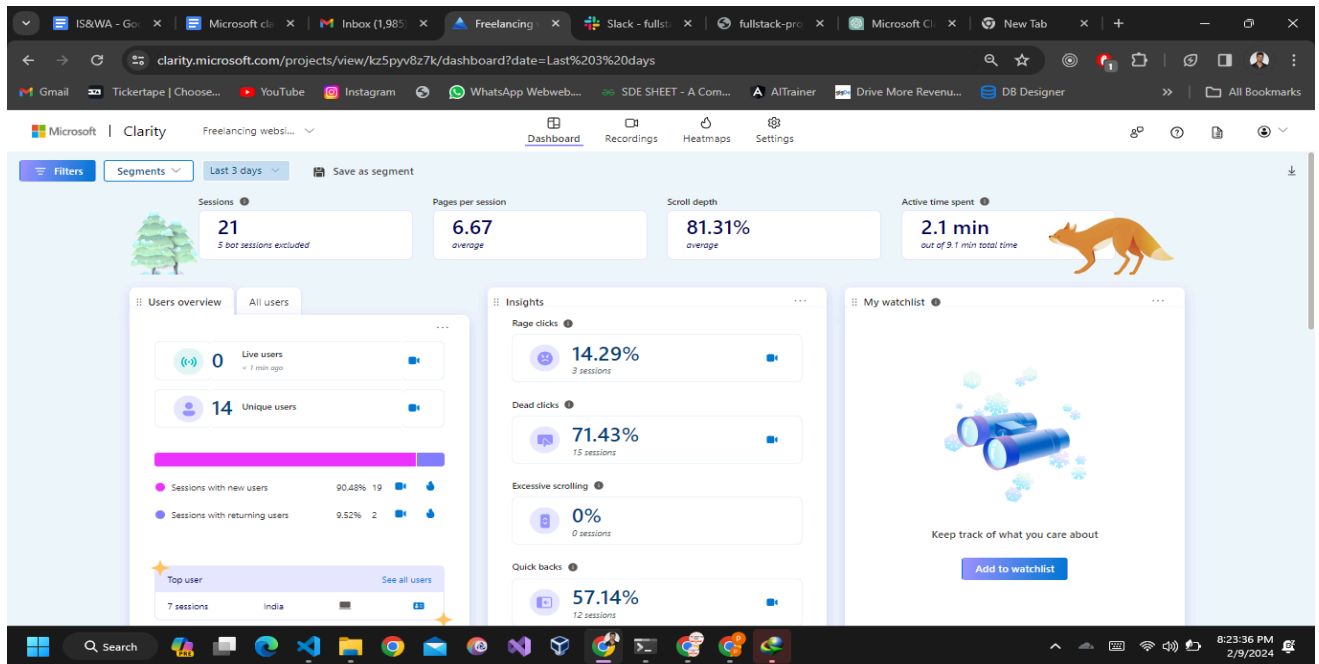 IS&WA - Goo
Microsoft cla
Inbox (1,985)
Freelancing
Slack - fullst
fullstack-pro
Microsoft Cl
New Tab
clarity.microsoft.com/projects/view/kz5pyv8z7k/dashboard?date=Last%203%20days
1
Gmail
Tickertape | Choose...
YouTube
Instagram
WhatsApp Webweb....
SDE SHEET - A Com...
AITrainer
Drive More Revenu...
DB Designer
»
All Bookmarks
Microsoft | Clarity
Freelancing websi...
Dashboard
Recordings
Heatmaps
Settings
Filters
Segments
Last 3 days
Save as segment
Sessions
21
5 bot sessions excluded
Pages per session
6.67
average
Scroll depth
81.31%
average
Active time spent
2.1 min
out of 9.1 min total time
Users overview
All users
0 Live users
< 1 min ago
14 Unique users
Sessions with new users 90.48% 19
Sessions with returning users 9.52% 2
Top user See all users
7 sessions India
Insights
Rage clicks
14.29%
3 sessions
Dead clicks
71.43%
15 sessions
Excessive scrolling
0%
0 sessions
Quick backs
57.14%
12 sessions
My watchlist
Keep track of what you care about
Add to watchlist
Search
PRE
8:23:36 PM
2/9/2024